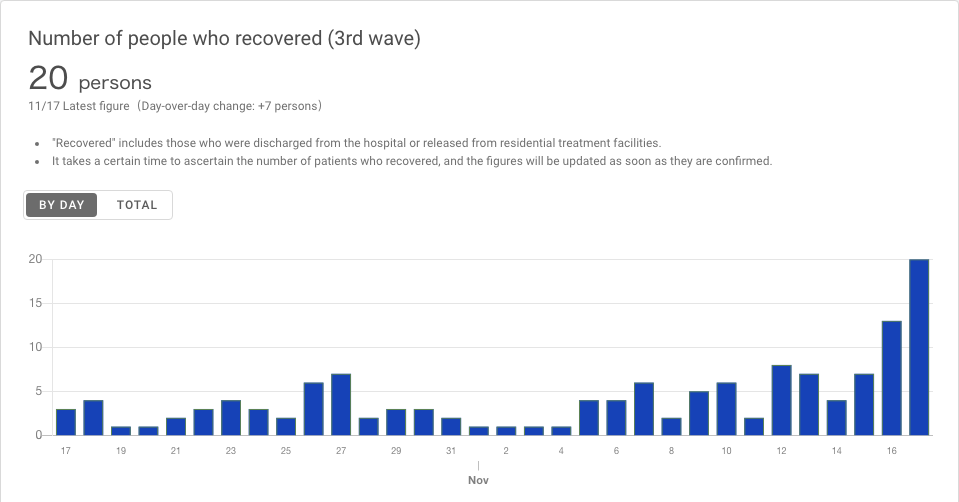 Number of people who recovered (3rd wave)
20 persons
11/17 Latest figure（Day-over-day change: +7 persons）
• "Recovered" includes those who were discharged from the hospital or released from residential treatment facilities.
• It takes a certain time to ascertain the number of patients who recovered, and the figures will be updated as soon as they are confirmed.
BY DAY TOTAL
20
15
10
5
0
17 19 21 23 25 27 29 31 2 4 6 8 10 12 14 16
Nov